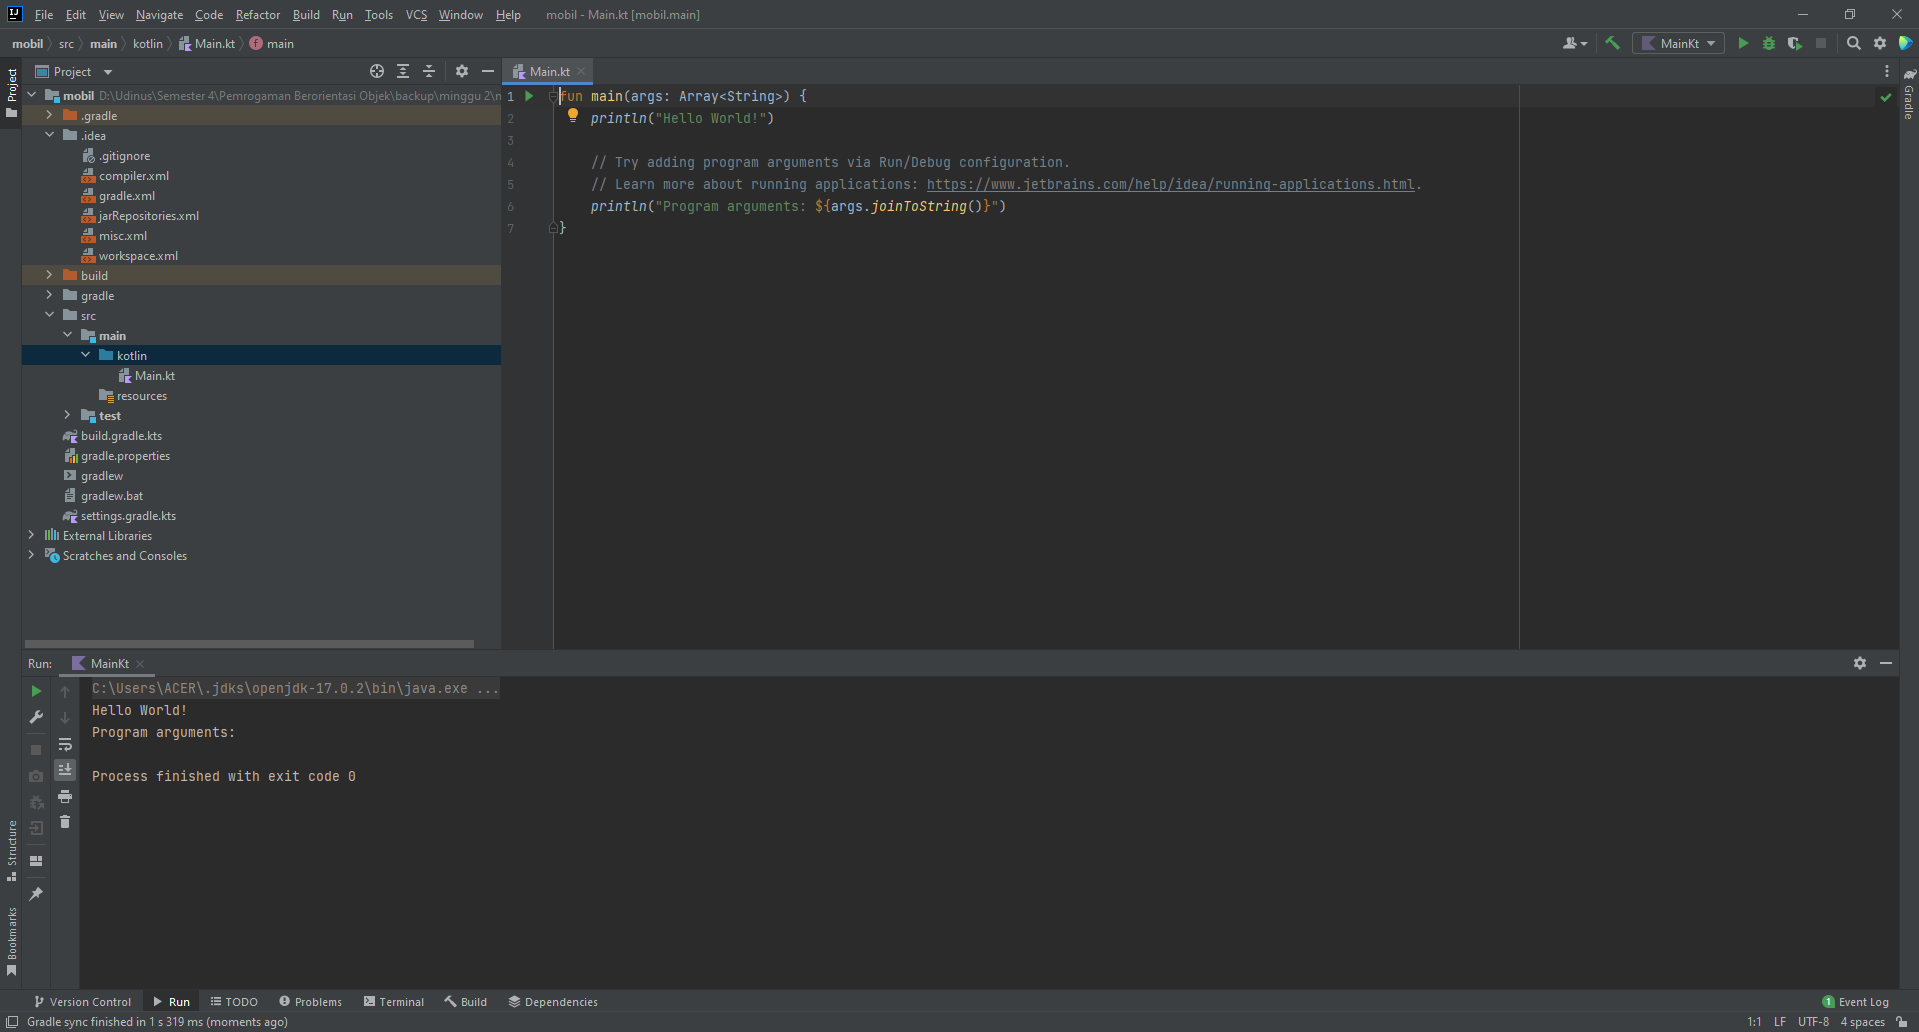 File Edit View Navigate Code Refactor Build Run Tools VCS Window Help mobil - Main.kt [mobil.main]
mobil src main kotlin Main.kt main MainKt
Project Main.kt
Project
mobil D:\Udinus\Semester 4\Pemrogaman Berorientasi Objek\backup\minggu 2\
.gradle
.idea
.gitignore
compiler.xml
gradle.xml
jarRepositories.xml
misc.xml
workspace.xml
build
gradle
src
main
kotlin
Main.kt
resources
test
build.gradle.kts
gradle.properties
gradlew
gradlew.bat
settings.gradle.kts
External Libraries
Scratches and Consoles
1 fun main(args: Array<String>) {
2 println("Hello World!")
3
4 // Try adding program arguments via Run/Debug configuration.
5 // Learn more about running applications: https://www.jetbrains.com/help/idea/running-applications.html.
6 println("Program arguments: ${args.joinToString()}")
7 }
Gradle
Run: MainKt
C:\Users\ACER\.jdks\openjdk-17.0.2\bin\java.exe ...
Hello World!
Program arguments:
Process finished with exit code 0
Structure
Bookmarks
Version Control Run TODO Problems Terminal Build Dependencies 1 Event Log
Gradle sync finished in 1 s 319 ms (moments ago) 1:1 LF UTF-8 4 spaces